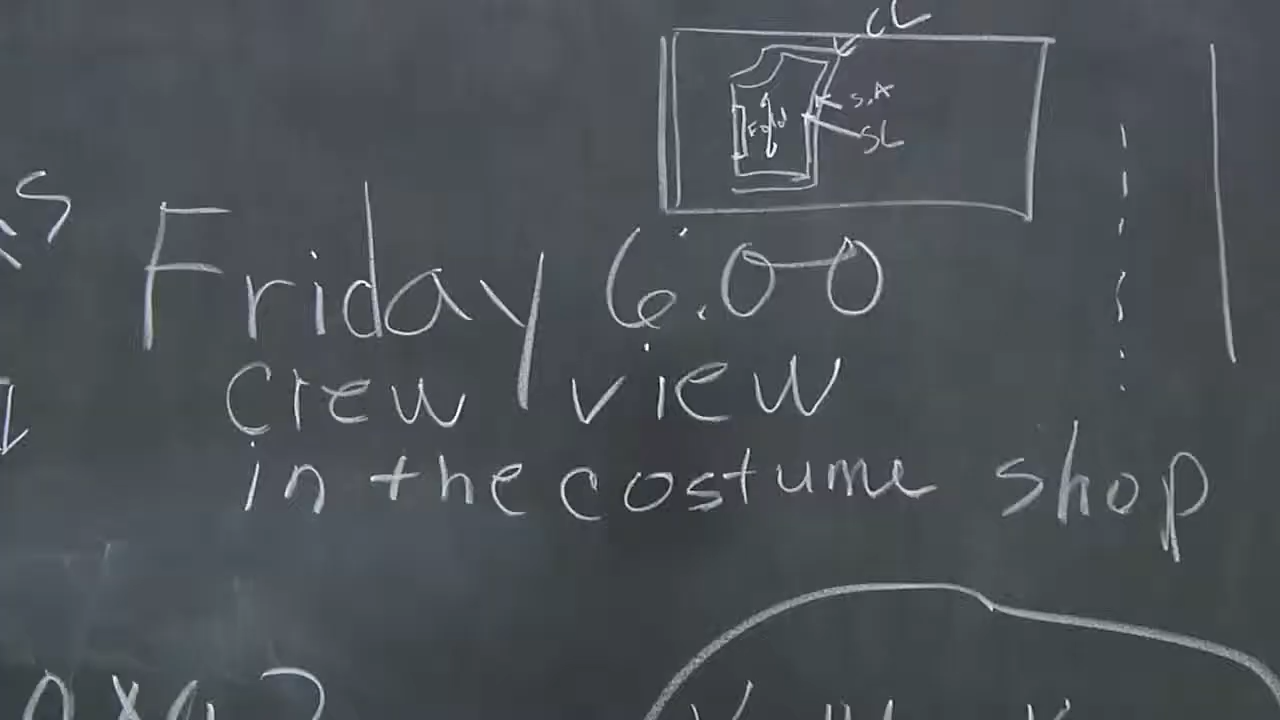 CL
S.A
Fold
SL
Friday 6:00
crew view
in the costume shop